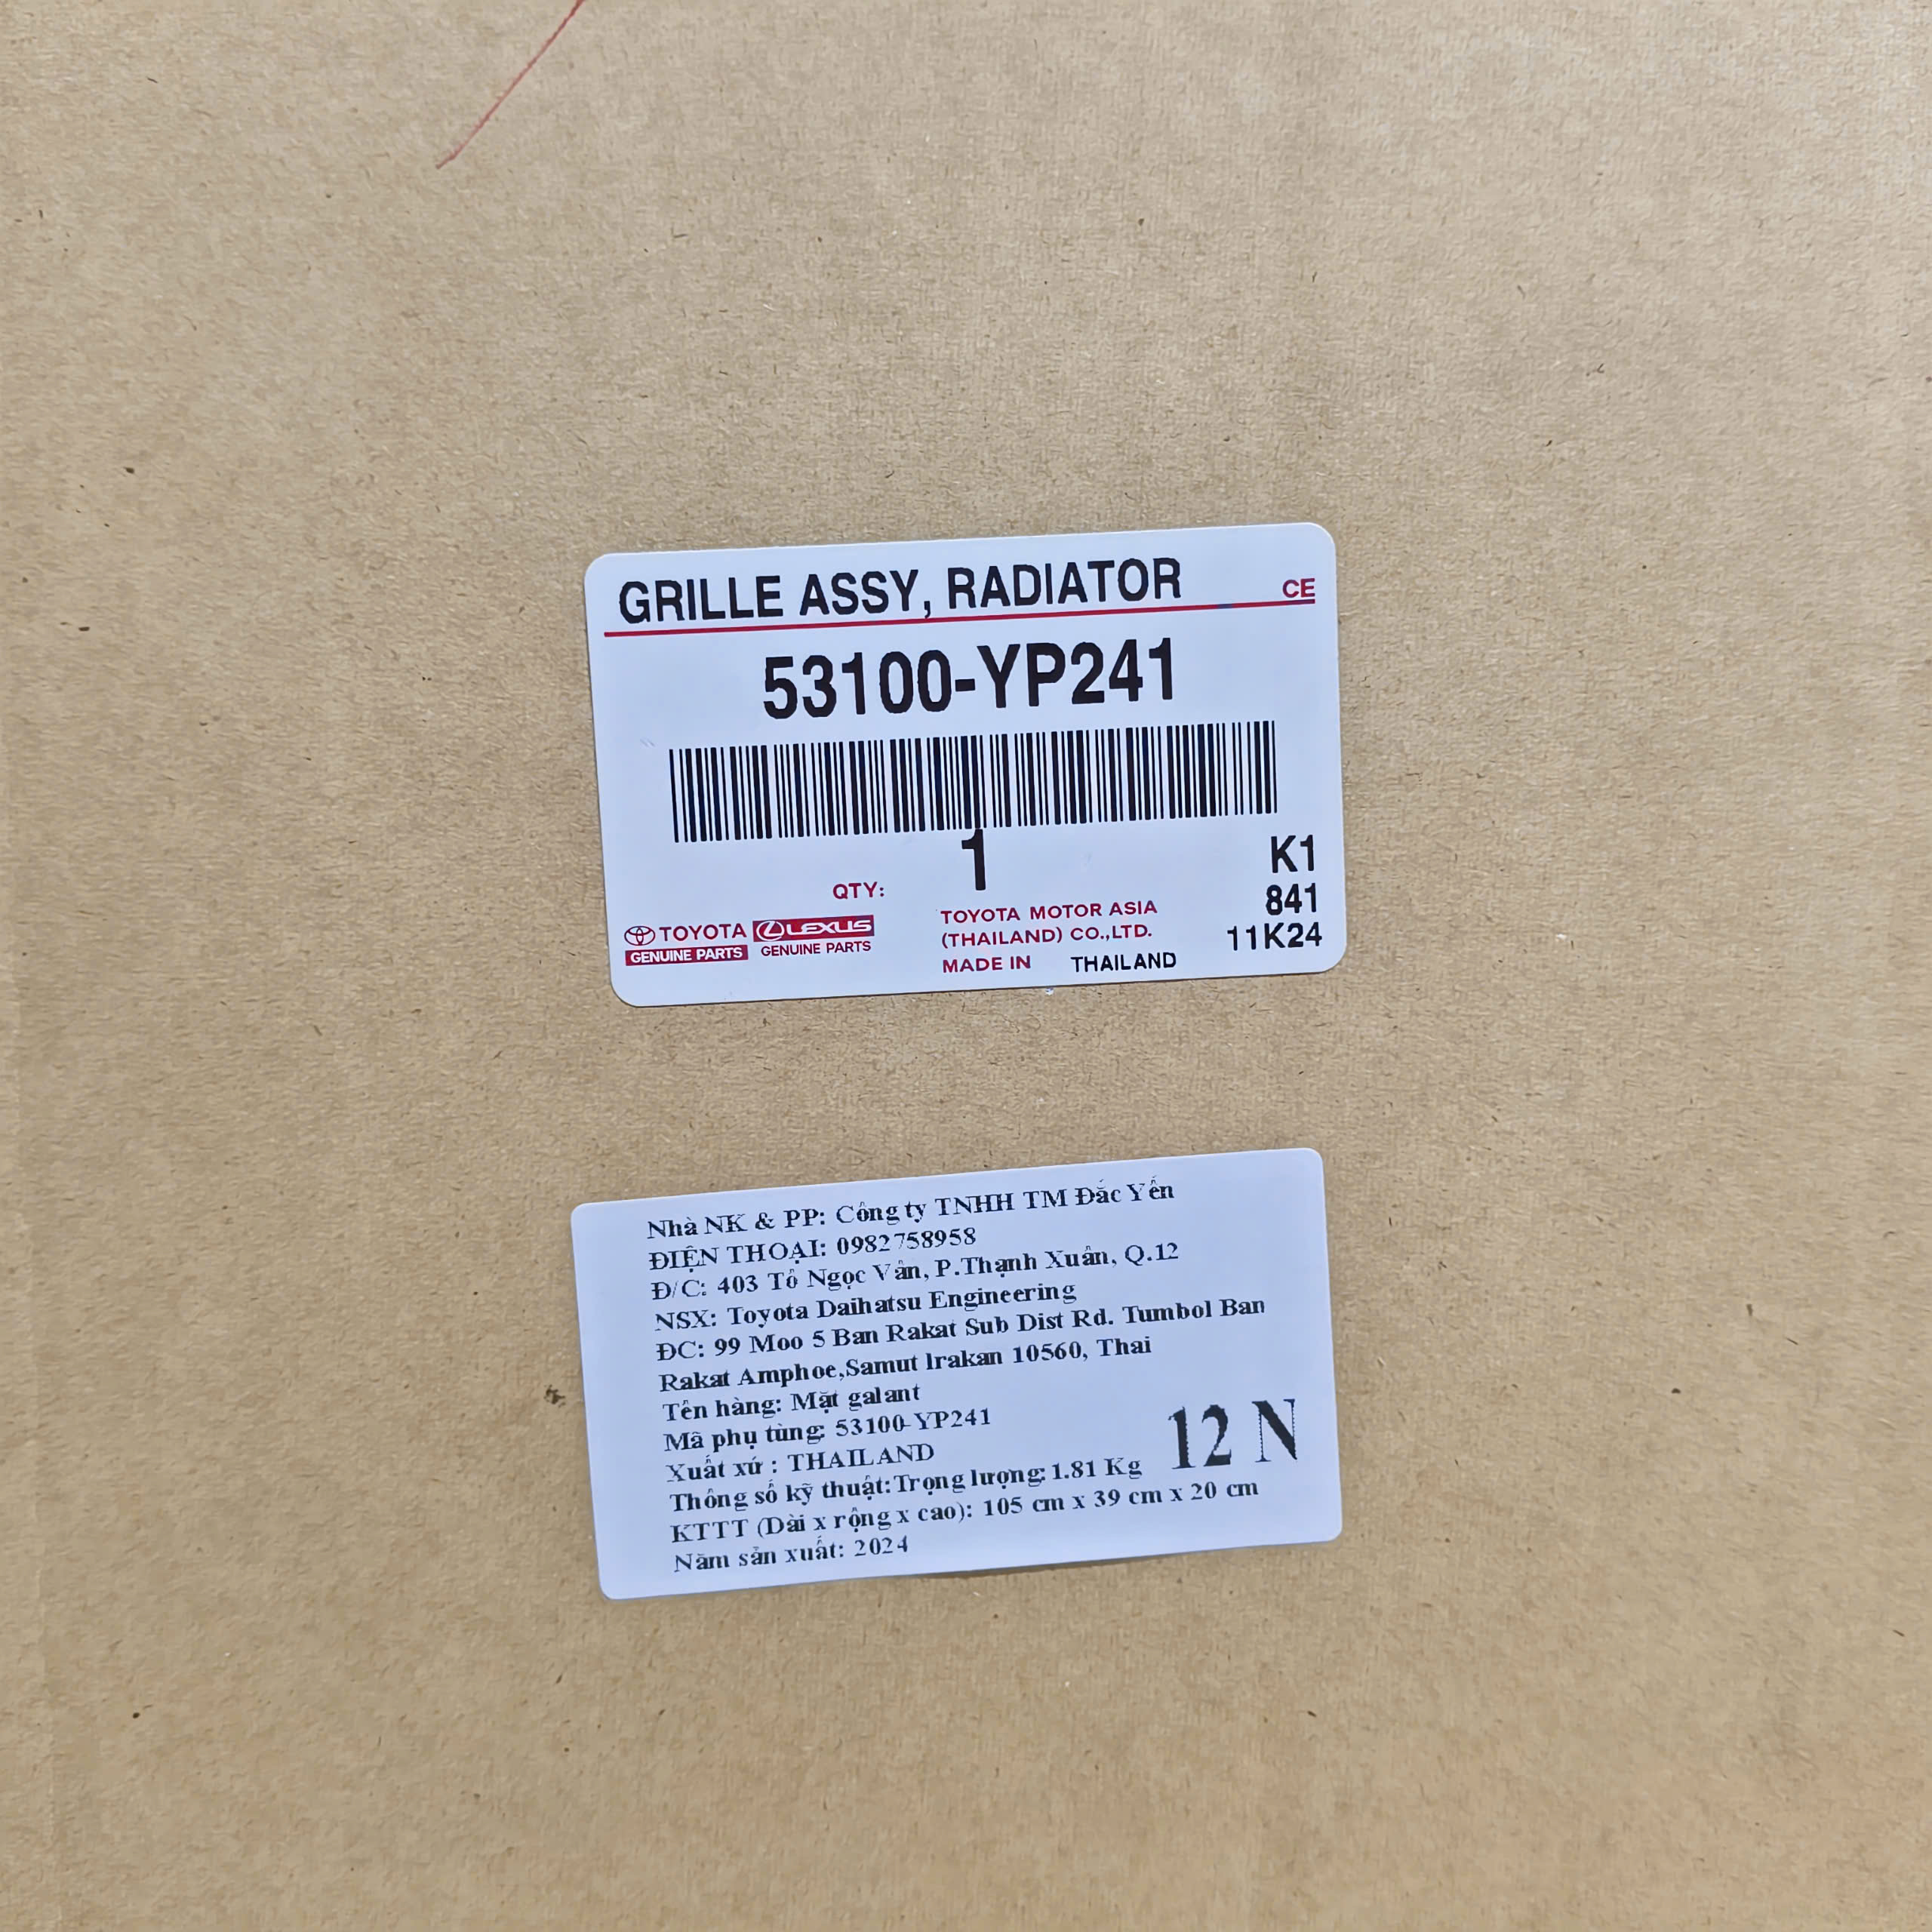 GRILLE ASSY, RADIATOR CE
53100-YP241
1
QTY:
K1
841
11K24
TOYOTA LEXUS
GENUINE PARTS GENUINE PARTS
TOYOTA MOTOR ASIA
(THAILAND) CO.,LTD.
MADE IN THAILAND
Nhà NK & PP: Công ty TNHH TM Đắc Yến
ĐIỆN THOẠI: 0982758958
Đ/C: 403 Tô Ngọc Vân, P.Thạnh Xuân, Q.12
NSX: Toyota Daihatsu Engineering
ĐC: 99 Moo 5 Ban Rakat Sub Dist Rd. Tumbol Ban
Rakat Amphoe,Samut Irakan 10560, Thai
Tên hàng: Mặt galant
Mã phụ tùng: 53100-YP241
Xuất xứ : THAILAND
Thông số kỹ thuật:Trọng lượng:1.81 Kg
12 N
KTTT (Dài x rộng x cao): 105 cm x 39 cm x 20 cm
Năm sản xuất: 2024